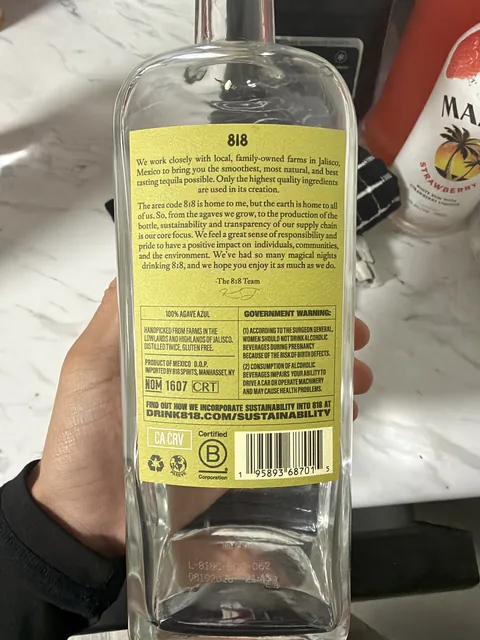 818
We work closely with local, family-owned farms in Jalisco,
Mexico to bring you the smoothest, most natural, and best
tasting tequila possible. Only the highest quality ingredients
are used in its creation.
The area code 818 is home to me, but the earth is home to all
of us. So, from the agaves we grow, to the production of the
bottle, sustainability and transparency of our supply chain
is our core focus. We feel a great sense of responsibility and
pride to have a positive impact on individuals, communities,
and the environment. We've had so many magical nights
drinking 818, and we hope you enjoy it as much as we do.
-The 818 Team
100% AGAVE AZUL
HANDPICKED FROM FARMS IN THE
LOWLANDS AND HIGHLANDS OF JALISCO.
DISTILLED TWICE, GLUTEN FREE.
PRODUCT OF MEXICO D.O.P.
IMPORTED BY 818 SPIRITS, MANHASSET, NY
NOM 1607 CRT
GOVERNMENT WARNING:
(1) ACCORDING TO THE SURGEON GENERAL,
WOMEN SHOULD NOT DRINK ALCOHOLIC
BEVERAGES DURING PREGNANCY
BECAUSE OF THE RISK OF BIRTH DEFECTS.
(2) CONSUMPTION OF ALCOHOLIC
BEVERAGES IMPAIRS YOUR ABILITY TO
DRIVE A CAR OR OPERATE MACHINERY
AND MAY CAUSE HEALTH PROBLEMS.
FIND OUT HOW WE INCORPORATE SUSTAINABILITY INTO 818 AT
DRINK818.COM/SUSTAINABILITY
CA CRV
Certified
B
Corporation
1 95893 68701 5
MA
STRAWBERRY